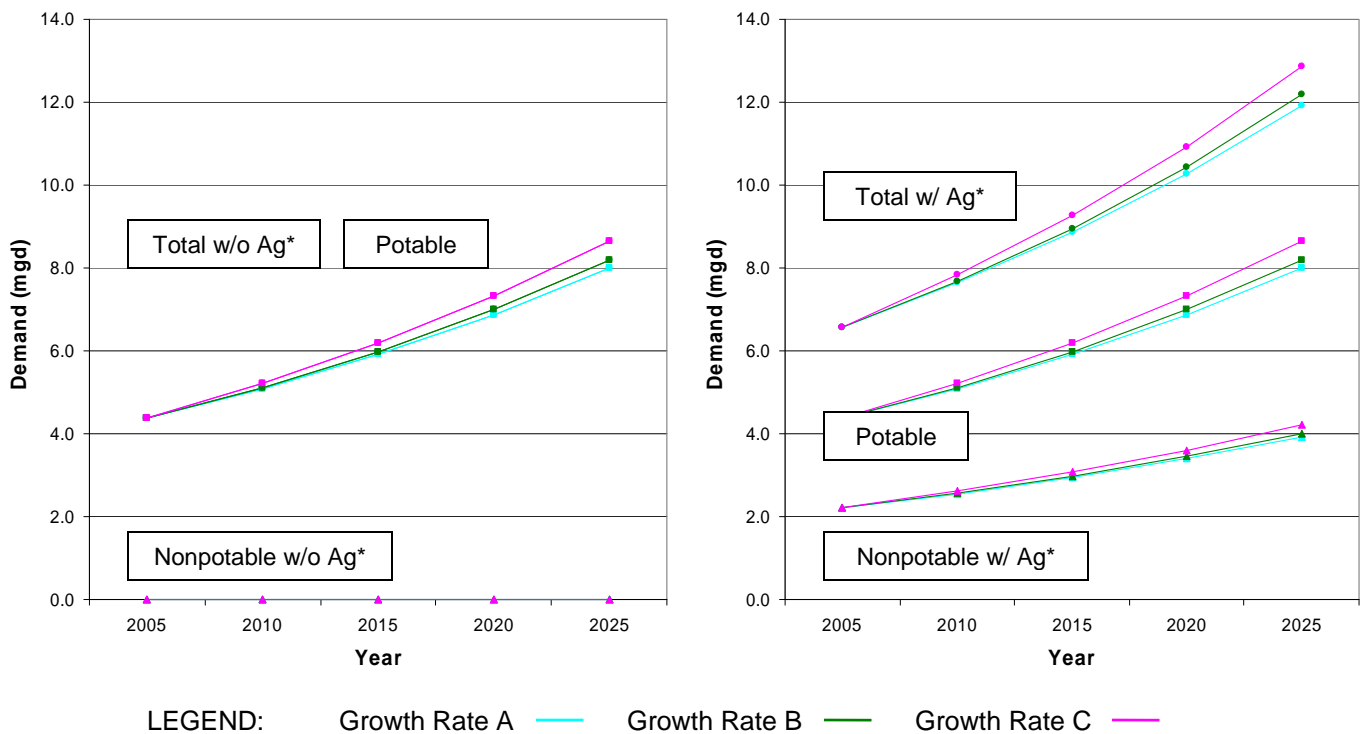 14.0
12.0
10.0
8.0
6.0
4.0
2.0
0.0
Demand (mgd)
Total w/o Ag*
Potable
Nonpotable w/o Ag*
2005 2010 2015 2020 2025
Year
14.0
12.0
10.0
8.0
6.0
4.0
2.0
0.0
Demand (mgd)
Total w/ Ag*
Potable
Nonpotable w/ Ag*
2005 2010 2015 2020 2025
Year
LEGEND: Growth Rate A Growth Rate B Growth Rate C